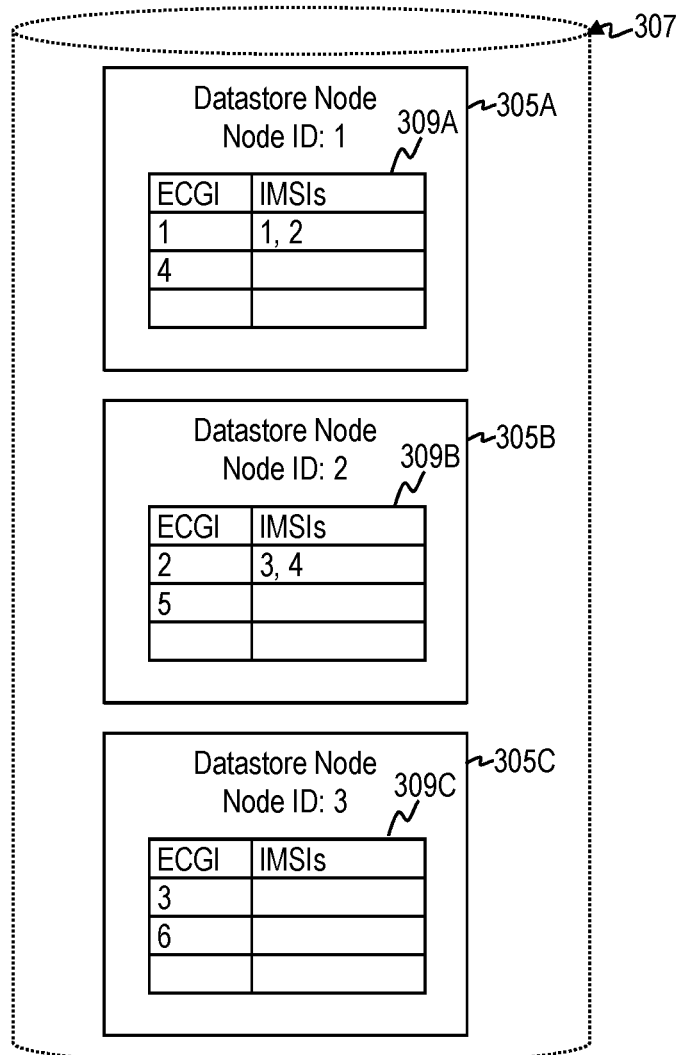 307
Datastore Node
Node ID: 1
305A
309A
ECGI IMSIs
1 1, 2
4
Datastore Node
Node ID: 2
305B
309B
ECGI IMSIs
2 3, 4
5
Datastore Node
Node ID: 3
305C
309C
ECGI IMSIs
3
6